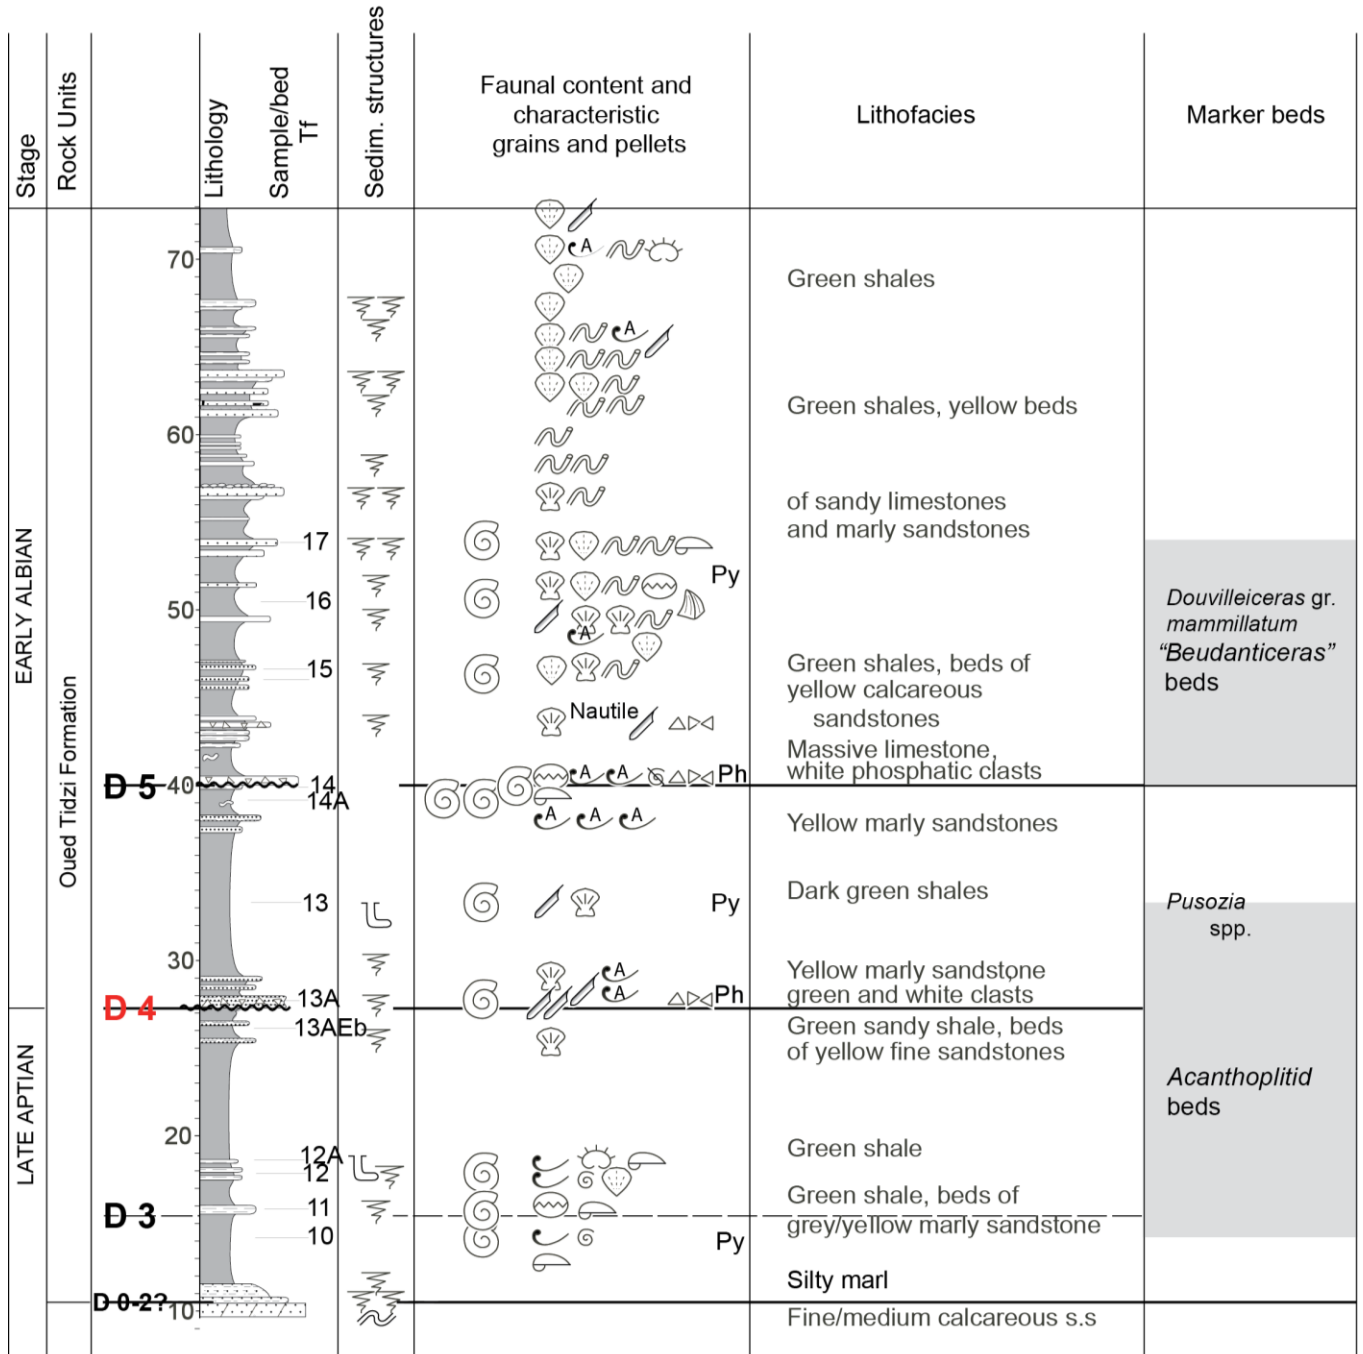 Stage
Rock Units
Lithology
Sample/bed
Tf
Sedim. structures
Faunal content and
characteristic
grains and pellets
Lithofacies
Marker beds
EARLY ALBIAN
LATE APTIAN
Oued Tidzi Formation
70
60
50
40
30
20
10
D 5
D 4
D 3
D 0-2?
17
16
15
14
14A
13
13A
13AEb
12A
12
11
10
A
A
A
Nautile
A
A
A
A
A
A
A
Py
Ph
Py
Ph
Py
Green shales
Green shales, yellow beds
of sandy limestones
and marly sandstones
Green shales, beds of
yellow calcareous
sandstones
Massive limestone,
white phosphatic clasts
Yellow marly sandstones
Dark green shales
Yellow marly sandstone
green and white clasts
Green sandy shale, beds
of yellow fine sandstones
Green shale
Green shale, beds of
grey/yellow marly sandstone
Silty marl
Fine/medium calcareous s.s
Douvilleiceras gr.
mammillatum
“Beudanticeras”
beds
Pusozia
spp.
Acanthoplitid
beds